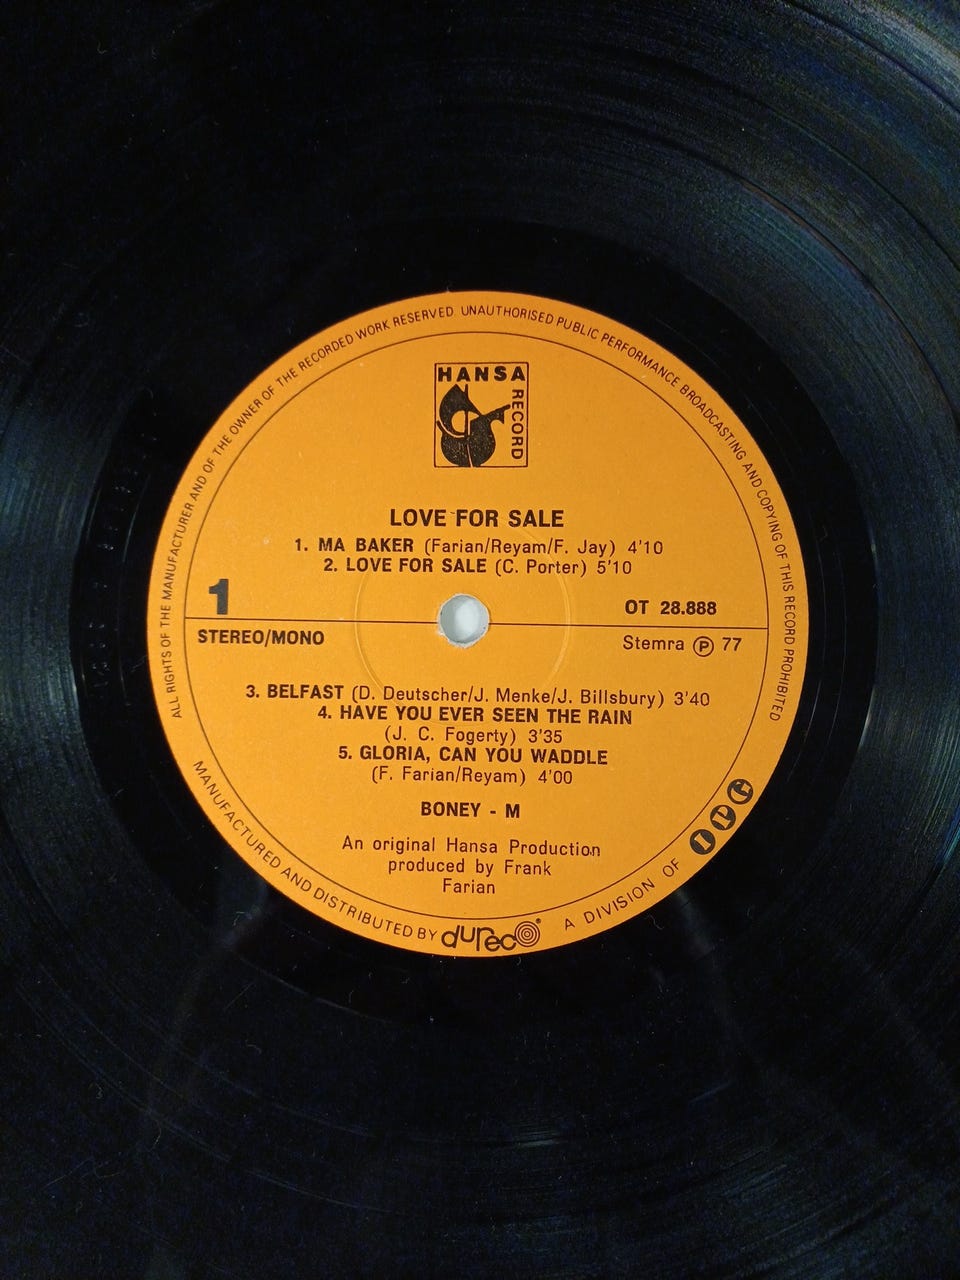 ALL RIGHTS OF THE MANUFACTURER AND OF THE OWNER OF THE RECORDED WORK RESERVED. UNAUTHORISED PUBLIC PERFORMANCE BROADCASTING AND COPYING OF THIS RECORD PROHIBITED
HANSA
RECORD
LOVE FOR SALE
1. MA BAKER (Farian/Reyam/F. Jay) 4'10
2. LOVE FOR SALE (C. Porter) 5'10
1
OT 28.888
STEREO/MONO
Stemra Ⓟ 77
3. BELFAST (D. Deutscher/J. Menke/J. Billsbury) 3'40
4. HAVE YOU EVER SEEN THE RAIN
(J. C. Fogerty) 3'35
5. GLORIA, CAN YOU WADDLE
(F. Farian/Reyam) 4'00
BONEY - M
An original Hansa Production
produced by Frank
Farian
MANUFACTURED AND DISTRIBUTED BY dureco A DIVISION OF